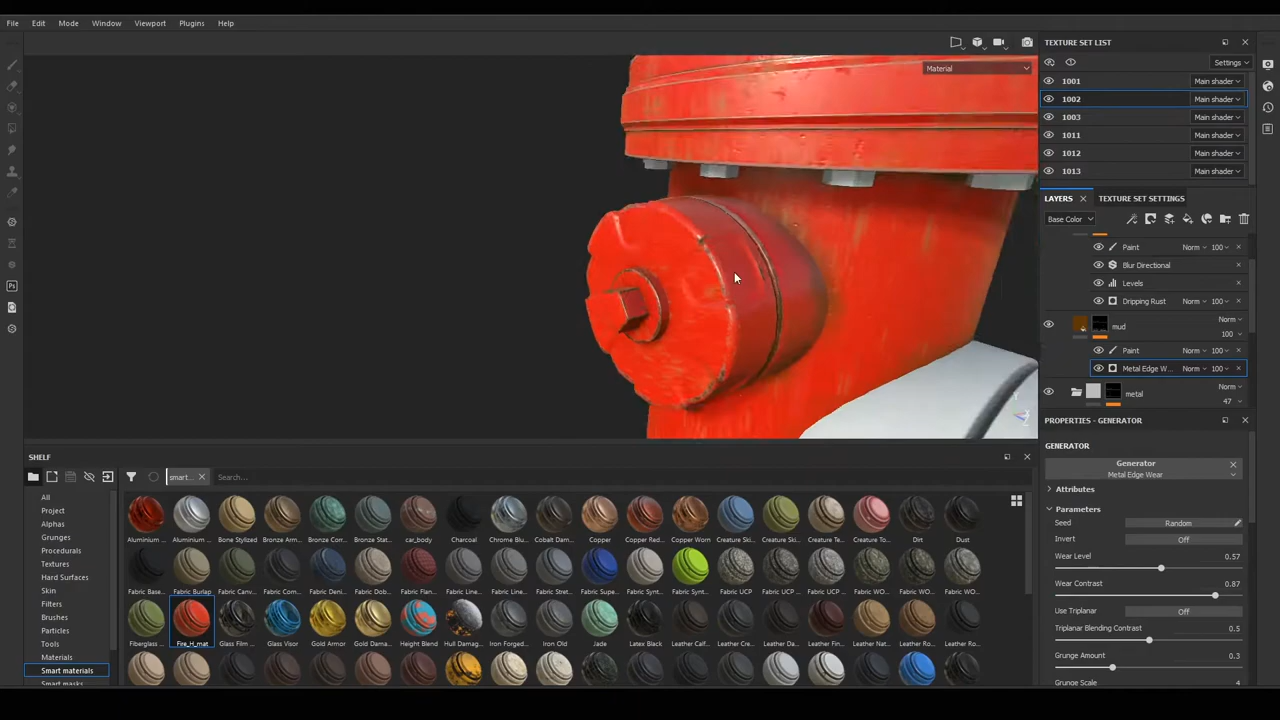 File Edit Mode Window Viewport Plugins Help
TEXTURE SET LIST
Settings
Material
1001 Main shader
1002 Main shader
1003 Main shader
1011 Main shader
1012 Main shader
1013 Main shader
LAYERS TEXTURE SET SETTINGS
Base Color
Paint Norm 100
Blur Directional
Levels
Dripping Rust Norm 100
mud Norm
100
Paint Norm 100
Metal Edge W... Norm 100
metal Norm
47
PROPERTIES - GENERATOR
GENERATOR
Generator
Metal Edge Wear
Attributes
Parameters
Seed Random
Invert Off
Wear Level 0.57
Wear Contrast 0.87
Use Triplanar Off
Triplanar Blending Contrast 0.5
Grunge Amount 0.3
Grunge Scale 4
SHELF
smart... Search...
All
Project
Alphas
Grunges
Procedurals
Textures
Hard Surfaces
Skin
Filters
Brushes
Particles
Tools
Materials
Smart materials
Smart masks
Aluminium ... Aluminium ... Bone Stylized Bronze Arm... Bronze Corr... Bronze Stat... car_body Charcoal Chrome Blu... Cobalt Dam... Copper Copper Red... Copper Worn Creature Sk... Creature Ski... Creature Te... Creature To... Dirt Dust
Fabric Base... Fabric Burlap Fabric Canv... Fabric Com... Fabric Deni... Fabric Dob... Fabric Flan... Fabric Line... Fabric Line... Fabric Stret... Fabric Supe... Fabric Synt... Fabric Synt... Fabric UCP Fabric UCP ... Fabric WO... Fabric WO... Fabric WO... Fabric WO...
Fiberglass ... Fire_H_mat Glass Film ... Glass Visor Gold Armor Gold Dama... Height Blend Hull Damag... Iron Forged... Iron Old Jade Latex Black Leather Calf... Leather Cre... Leather Da... Leather Fin... Leather Nat... Leather Ro... Leather Ro...